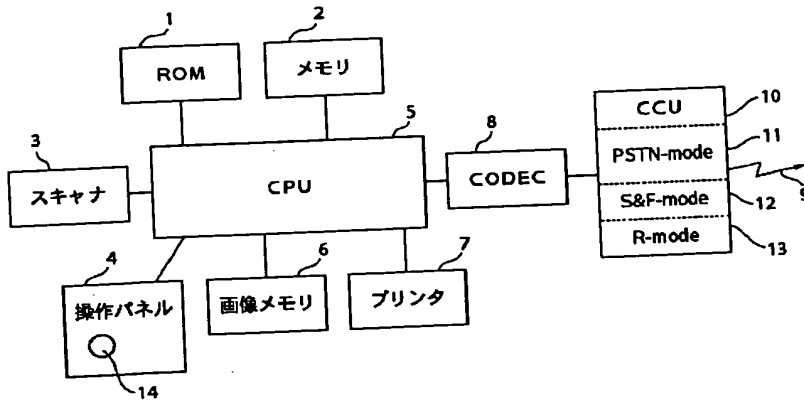 1
ROM
2
メモリ
3
スキャナ
5
CPU
8
CODEC
CCU
10
PSTN-mode
11
9
S&F-mode
12
R-mode
13
4
操作パネル
14
6
画像メモリ
7
プリンタ